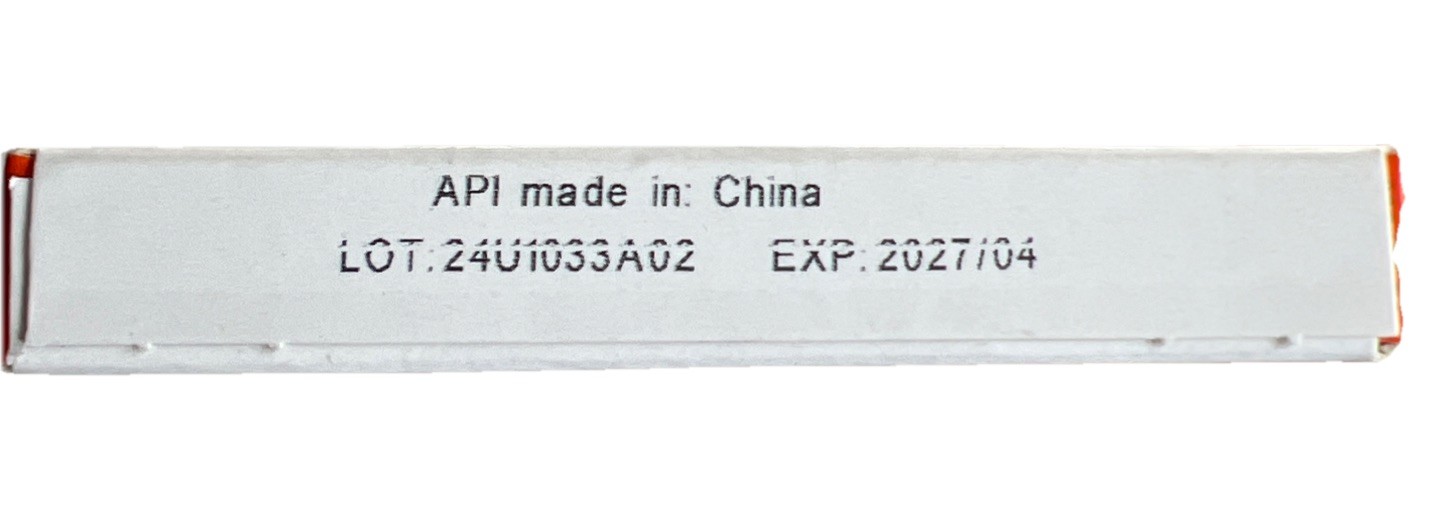 API made in: China
LOT:24U1033A02 EXP:2027/04